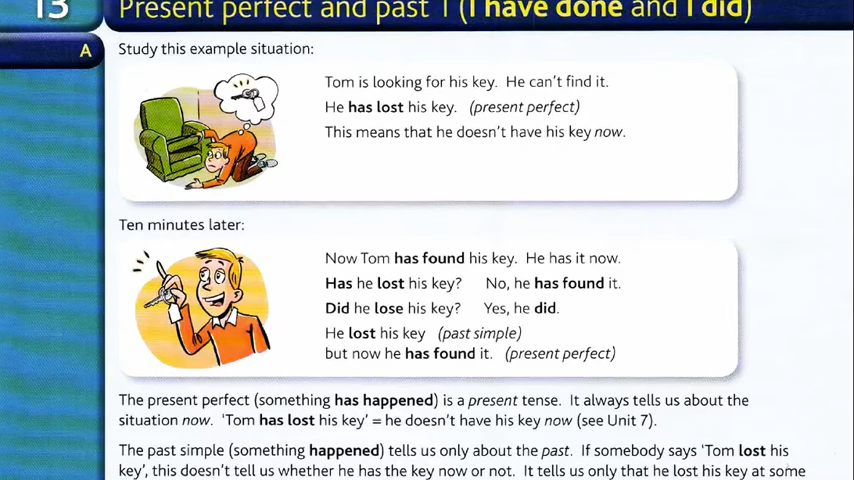 13 Present perfect and past 1 (I have done and I did)
A
Study this example situation:
Tom is looking for his key. He can't find it.
He has lost his key. (present perfect)
This means that he doesn't have his key now.
Ten minutes later:
Now Tom has found his key. He has it now.
Has he lost his key? No, he has found it.
Did he lose his key? Yes, he did.
He lost his key (past simple)
but now he has found it. (present perfect)
The present perfect (something has happened) is a present tense. It always tells us about the
situation now. 'Tom has lost his key' = he doesn't have his key now (see Unit 7).
The past simple (something happened) tells us only about the past. If somebody says 'Tom lost his
key', this doesn't tell us whether he has the key now or not. It tells us only that he lost his key at some